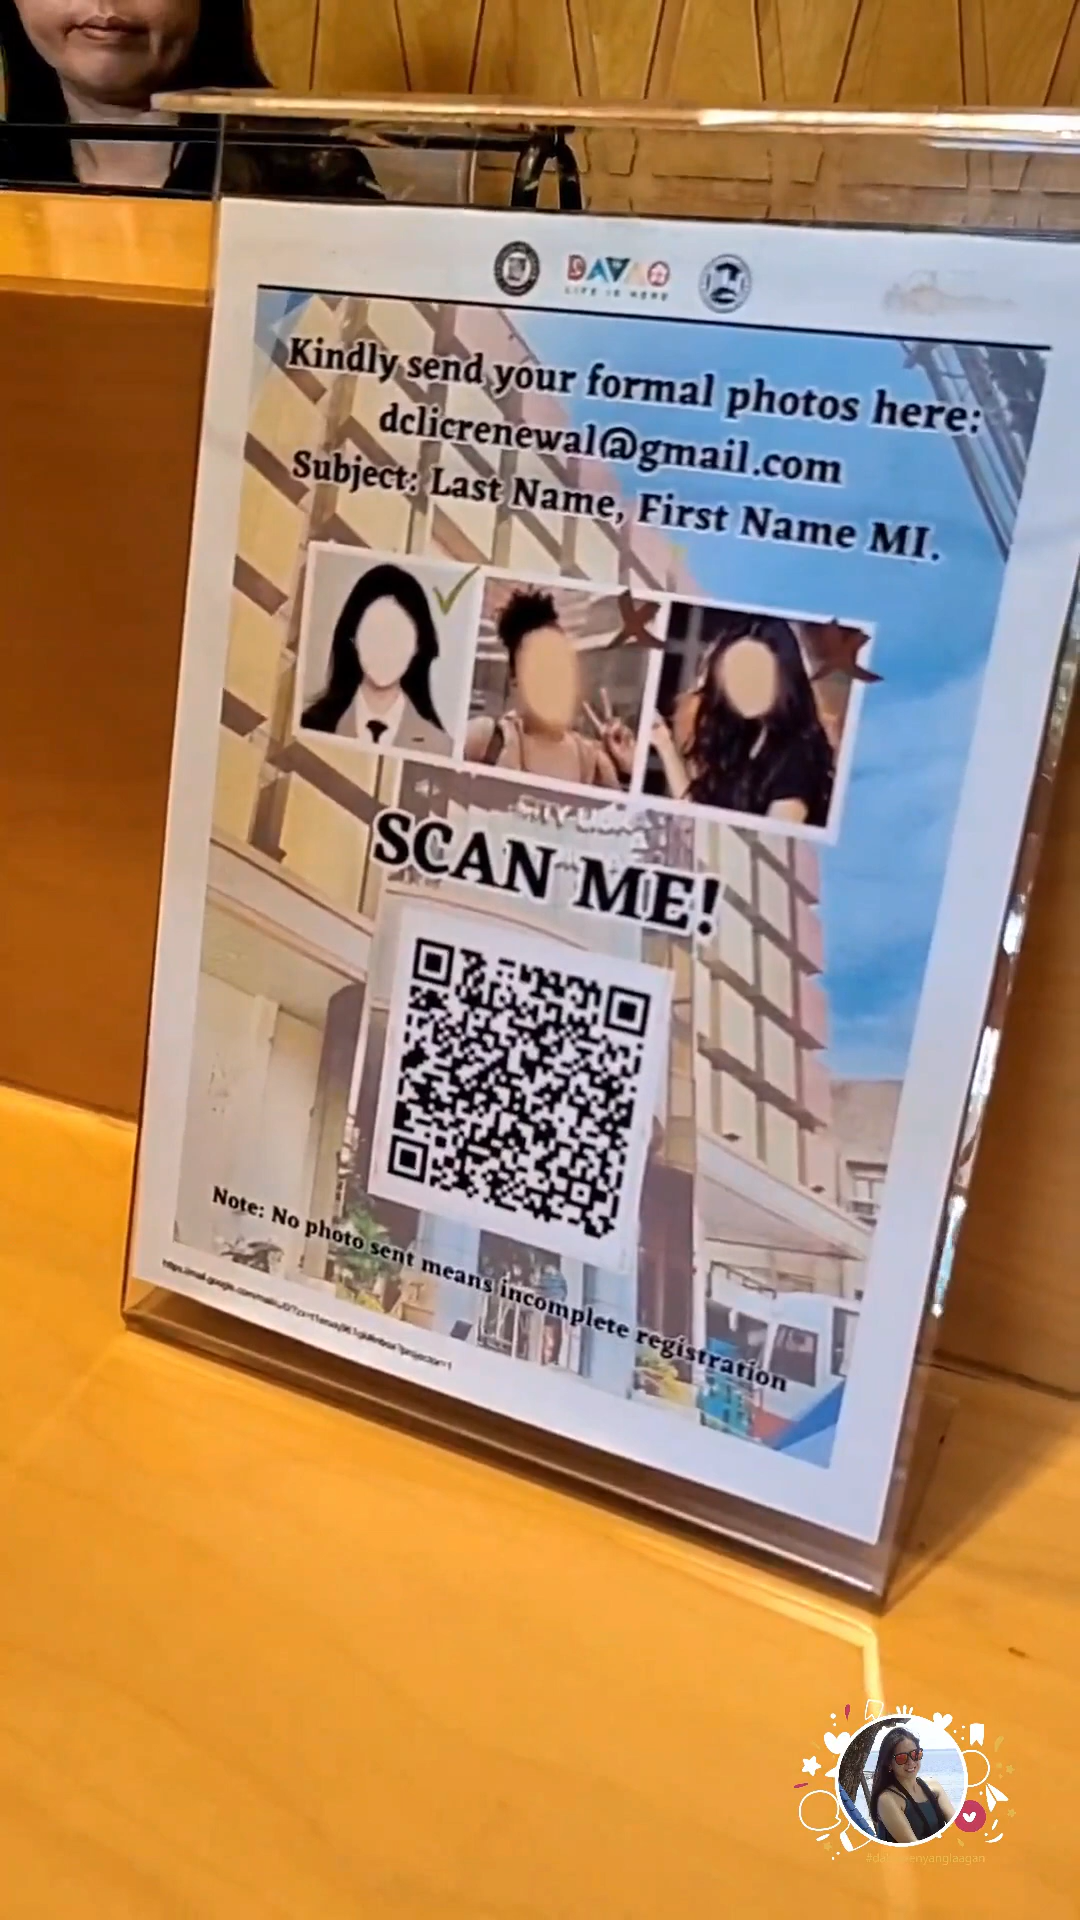 DAVAO
LIFE IS HERE
Kindly send your formal photos here:
dclicrenewal@gmail.com
Subject: Last Name, First Name MI.
SCAN ME!
Note: No photo sent means incomplete registration